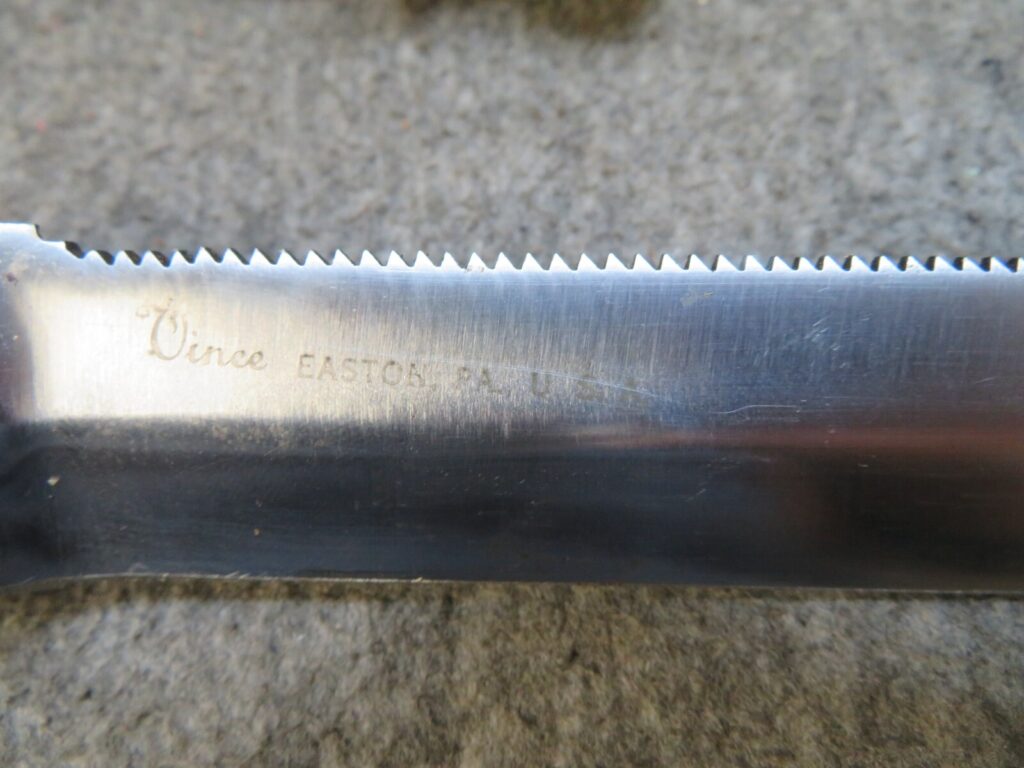 Vince EASTON, PA, U.S.A.